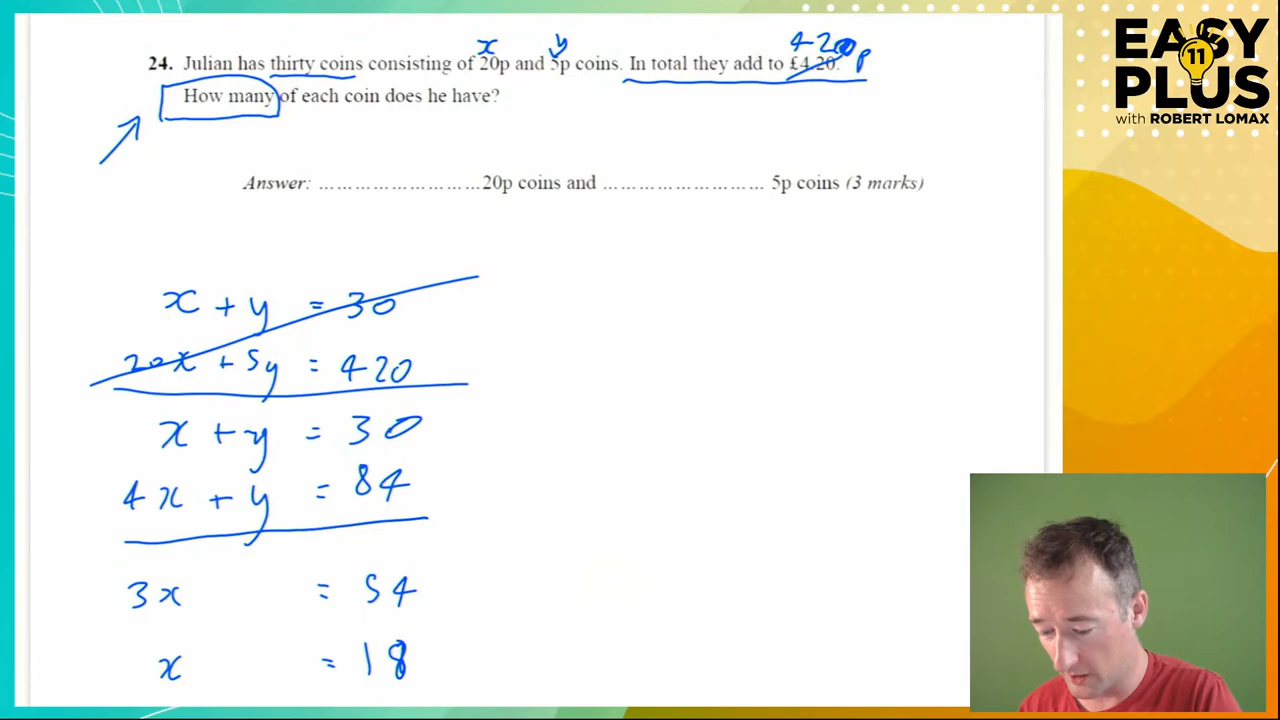 EASY
11
PLUS
with ROBERT LOMAX
x y 420p
24. Julian has thirty coins consisting of 20p and 5p coins. In total they add to £4.20.
How many of each coin does he have?
Answer: ........................20p coins and ........................ 5p coins (3 marks)
x + y = 30
20x + 5y = 420
x + y = 30
4x + y = 84
3x = 54
x = 18